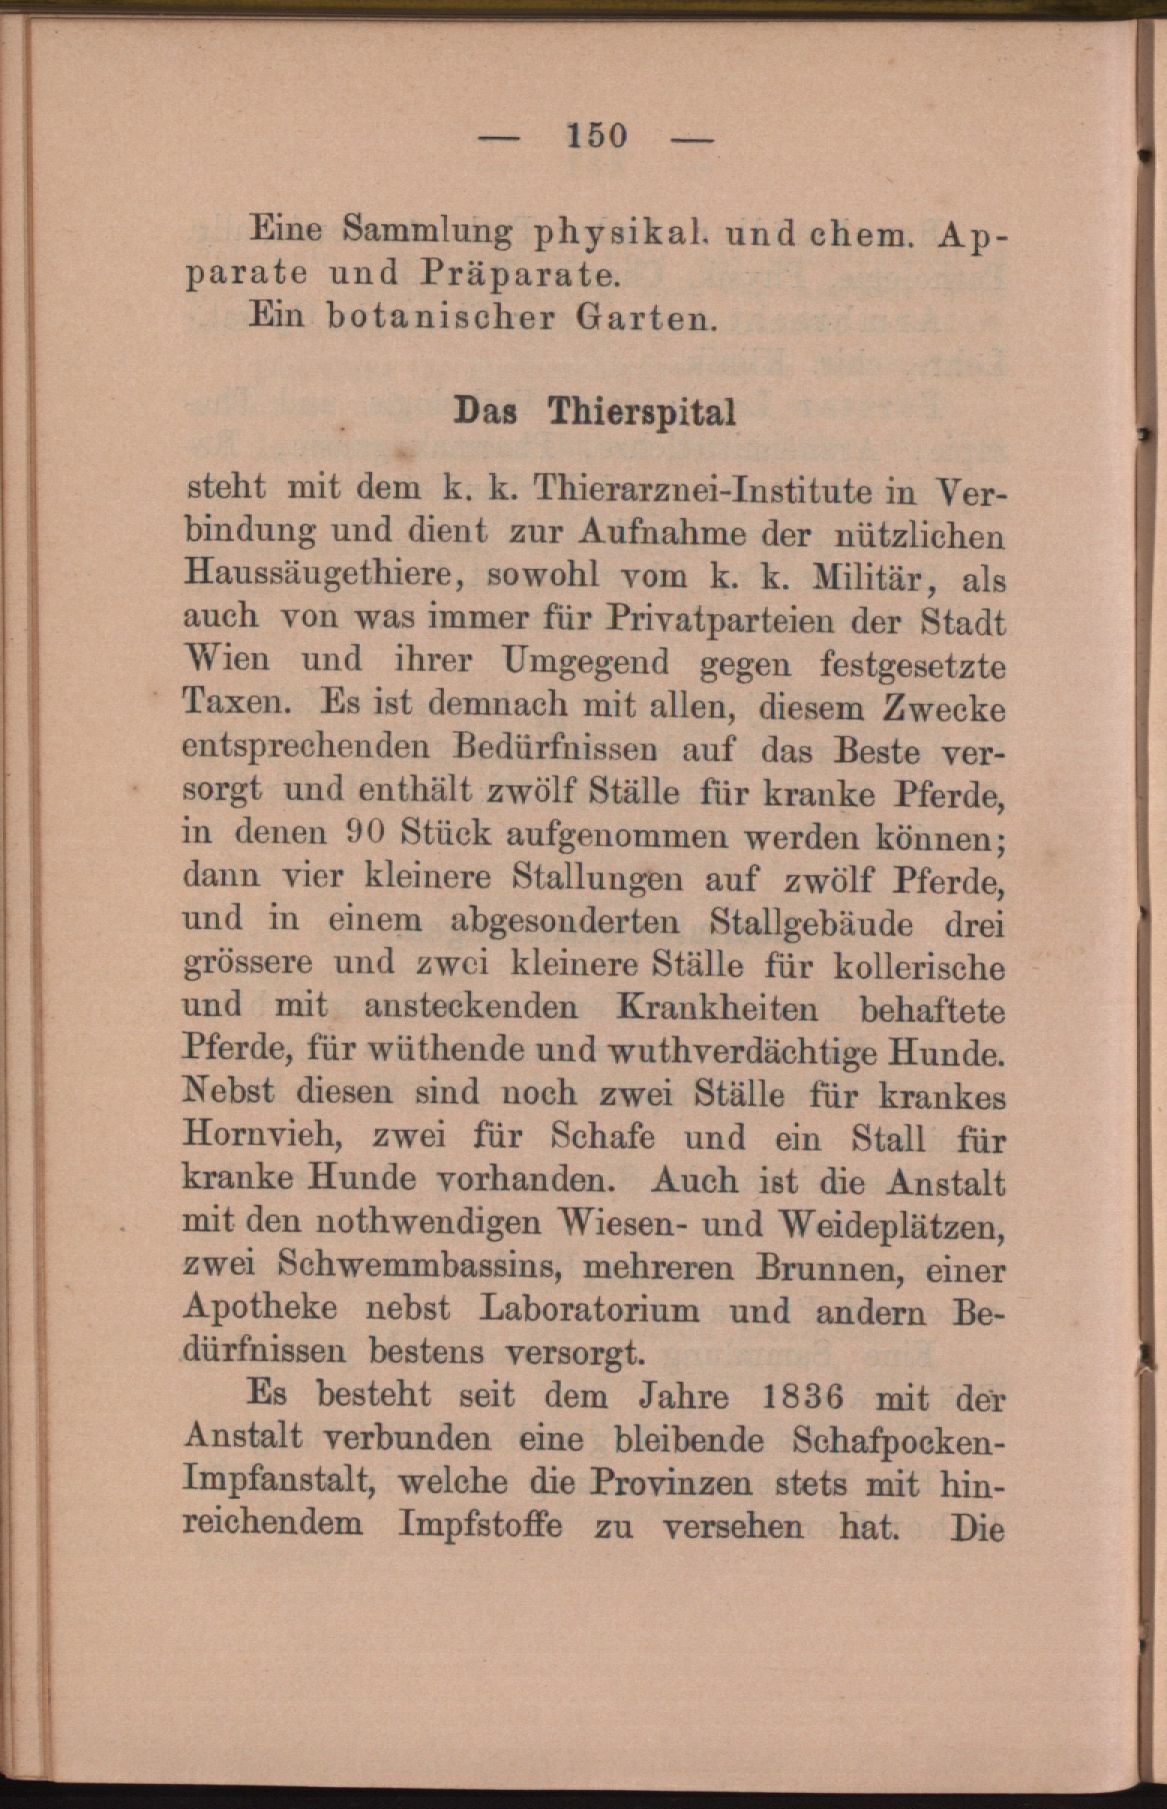 — 150 —
Eine Sammlung physikal. und chem. Ap-
parate und Präparate.
Ein botanischer Garten.
Das Thierspital
steht mit dem k. k. Thierarznei-Institute in Ver-
bindung und dient zur Aufnahme der nützlichen
Haussäugethiere, sowohl vom k. k. Militär, als
auch von was immer für Privatparteien der Stadt
Wien und ihrer Umgegend gegen festgesetzte
Taxen. Es ist demnach mit allen, diesem Zwecke
entsprechenden Bedürfnissen auf das Beste ver-
sorgt und enthält zwölf Ställe für kranke Pferde,
in denen 90 Stück aufgenommen werden können;
dann vier kleinere Stallungen auf zwölf Pferde,
und in einem abgesonderten Stallgebäude drei
grössere und zwei kleinere Ställe für kollerische
und mit ansteckenden Krankheiten behaftete
Pferde, für wüthende und wuthverdächtige Hunde.
Nebst diesen sind noch zwei Ställe für krankes
Hornvieh, zwei für Schafe und ein Stall für
kranke Hunde vorhanden. Auch ist die Anstalt
mit den nothwendigen Wiesen- und Weideplätzen,
zwei Schwemmbassins, mehreren Brunnen, einer
Apotheke nebst Laboratorium und andern Be-
dürfnissen bestens versorgt.
Es besteht seit dem Jahre 1836 mit der
Anstalt verbunden eine bleibende Schafpocken-
Impfanstalt, welche die Provinzen stets mit hin-
reichendem Impfstoffe zu versehen hat. Die